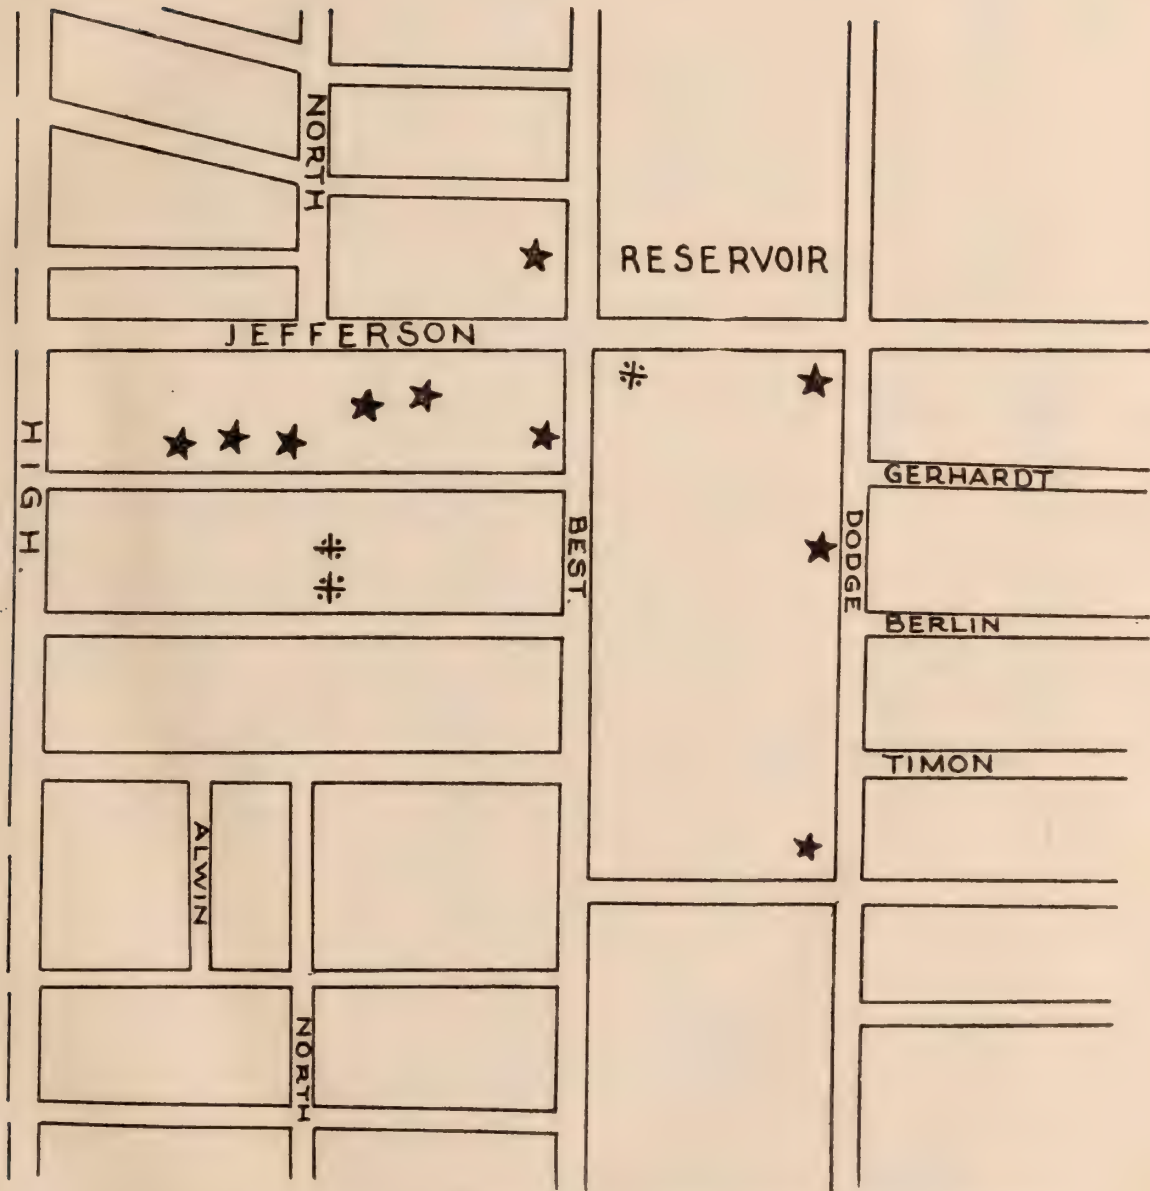 NORTH
RESERVOIR
JEFFERSON
HIGH.
GERHARDT
BEST.
DODGE
BERLIN
TIMON
ALWIN
NORTH